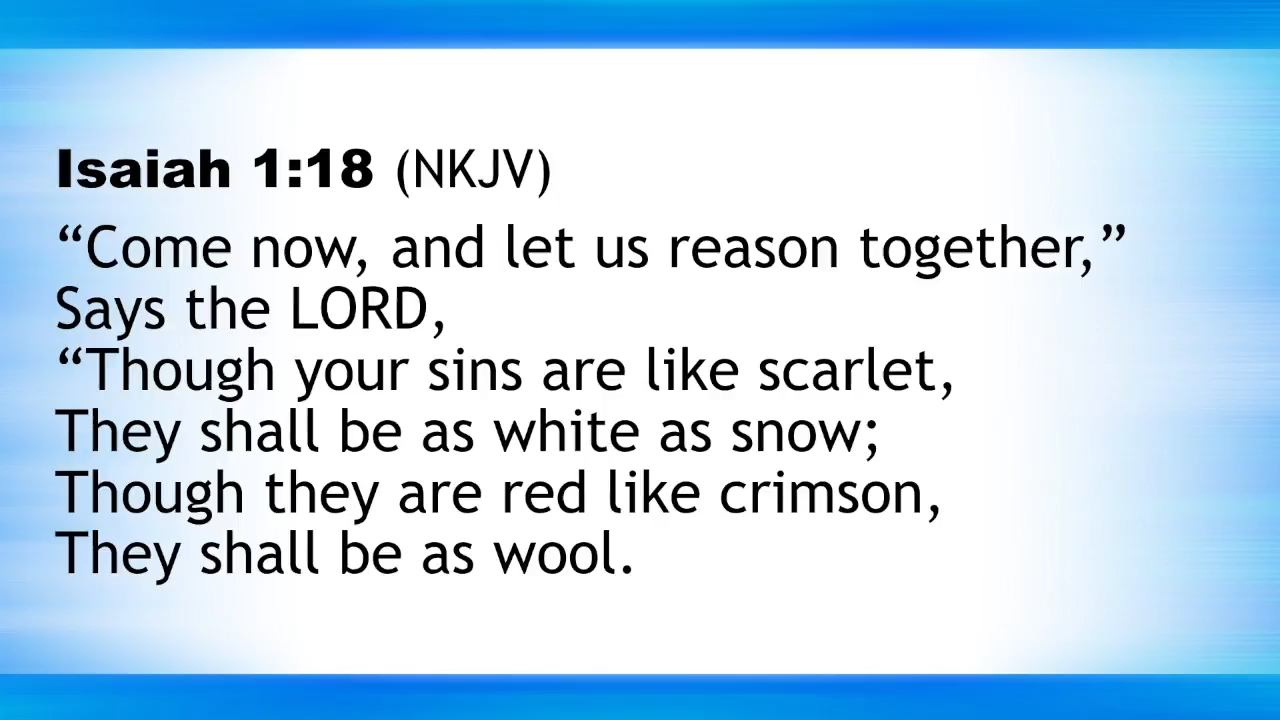 Isaiah 1:18 (NKJV)
“Come now, and let us reason together,”
Says the LORD,
“Though your sins are like scarlet,
They shall be as white as snow;
Though they are red like crimson,
They shall be as wool.